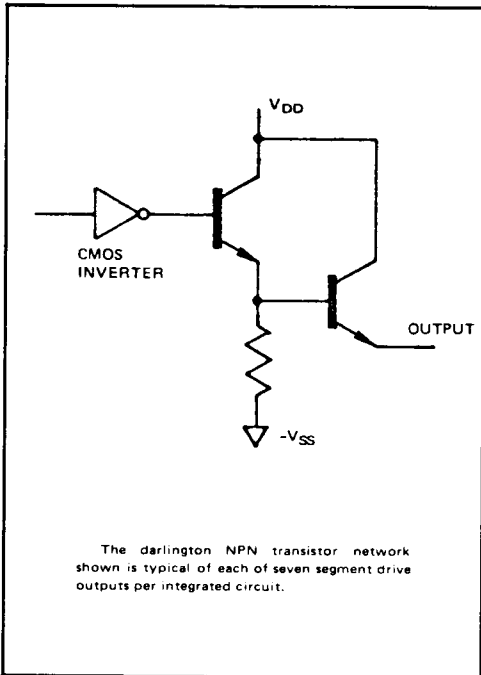 VDD
CMOS
INVERTER
OUTPUT
-VSS
The darlington NPN transistor network
shown is typical of each of seven segment drive
outputs per integrated circuit.